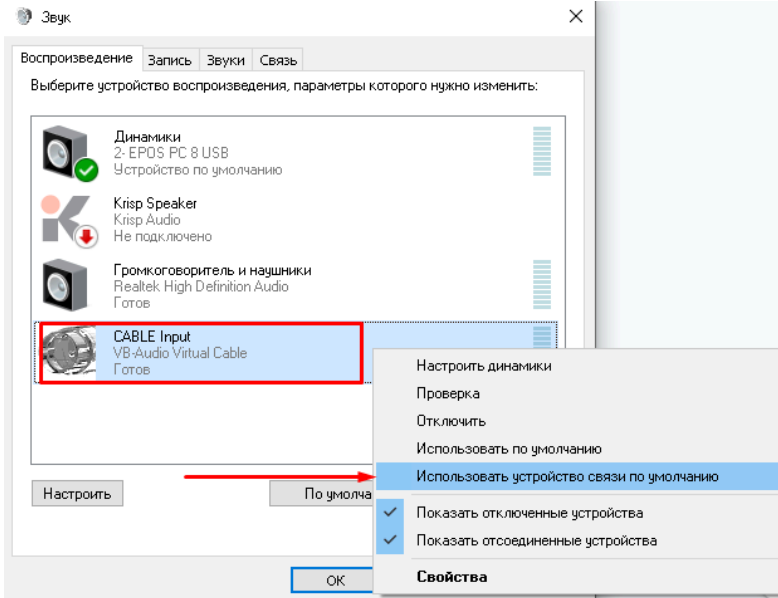 Звук
Воспроизведение Запись Звуки Связь
Выберите устройство воспроизведения, параметры которого нужно изменить:
Динамики
2- EPOS PC 8 USB
Устройство по умолчанию
Krisp Speaker
Krisp Audio
Не подключено
Громкоговоритель и наушники
Realtek High Definition Audio
Готов
CABLE Input
VB-Audio Virtual Cable
Готов
Настроить динамики
Проверка
Отключить
Использовать по умолчанию
Использовать устройство связи по умолчанию
Показать отключенные устройства
Показать отсоединенные устройства
Свойства
Настроить
По умолча
ОК